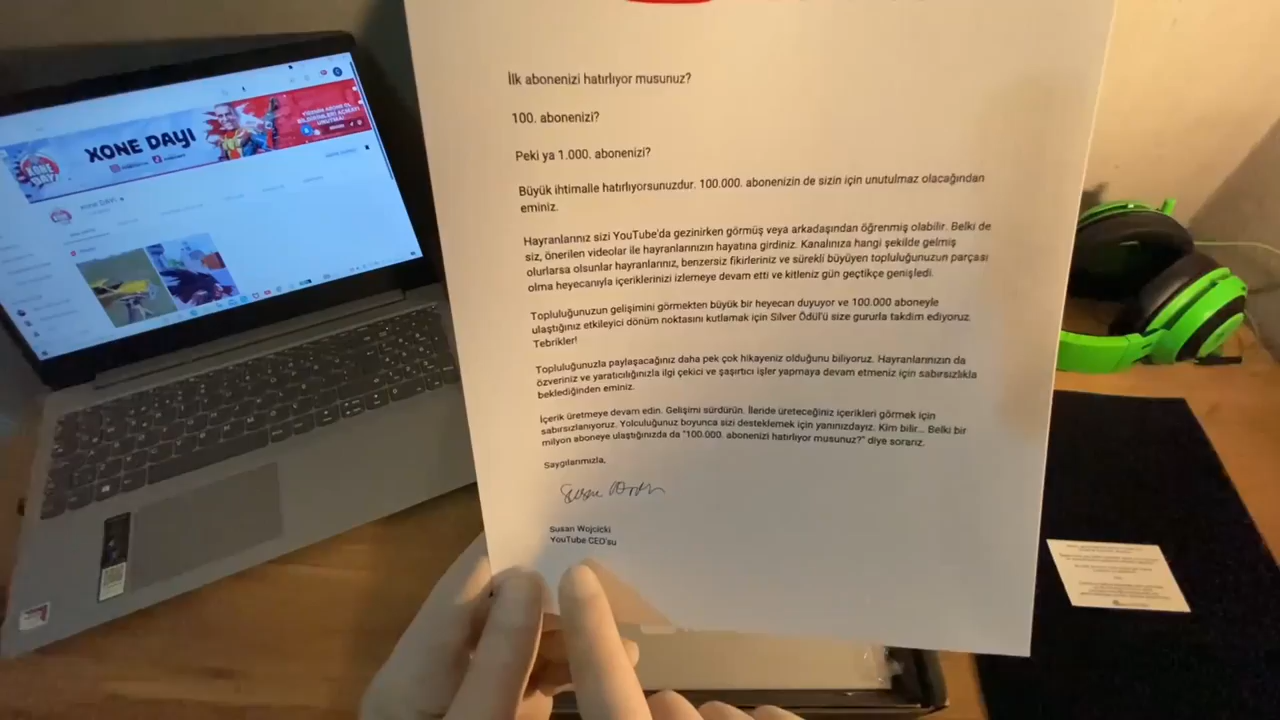 XONE DAYI
XONE
DAYI
İlk abonenizi hatırlıyor musunuz?
100. abonenizi?
Peki ya 1.000. abonenizi?
Büyük ihtimalle hatırlıyorsunuzdur. 100.000. abonenizin de sizin için unutulmaz olacağından
eminiz.
Hayranlarınız sizi YouTube'da gezinirken görmüş veya arkadaşından öğrenmiş olabilir. Belki de
siz, önerilen videolar ile hayranlarınızın hayatına girdiniz. Kanalınıza hangi şekilde gelmiş
olurlarsa olsunlar hayranlarınız, benzersiz fikirleriniz ve sürekli büyüyen topluluğunuzun parçası
olma heyecanıyla içeriklerinizi izlemeye devam etti ve kitleniz gün geçtikçe genişledi.
Topluluğunuzun gelişimini görmekten büyük bir heyecan duyuyor ve 100.000 aboneyle
ulaştığınız etkileyici dönüm noktasını kutlamak için Silver Ödül'ü size gururla takdim ediyoruz.
Tebrikler!
Topluluğunuzla paylaşacağınız daha pek çok hikayeniz olduğunu biliyoruz. Hayranlarınızın da
özveriniz ve yaratıcılığınızla ilgi çekici ve şaşırtıcı işler yapmaya devam etmeniz için sabırsızlıkla
beklediğinden eminiz.
İçerik üretmeye devam edin. Gelişimi sürdürün. İleride üreteceğiniz içerikleri görmek için
sabırsızlanıyoruz. Yolculuğunuz boyunca sizi desteklemek için yanınızdayız. Kim bilir... Belki bir
milyon aboneye ulaştığınızda da "100.000. abonenizi hatırlıyor musunuz?" diye sorarız.
Saygılarımızla,
Susan Wojcicki
YouTube CEO'su